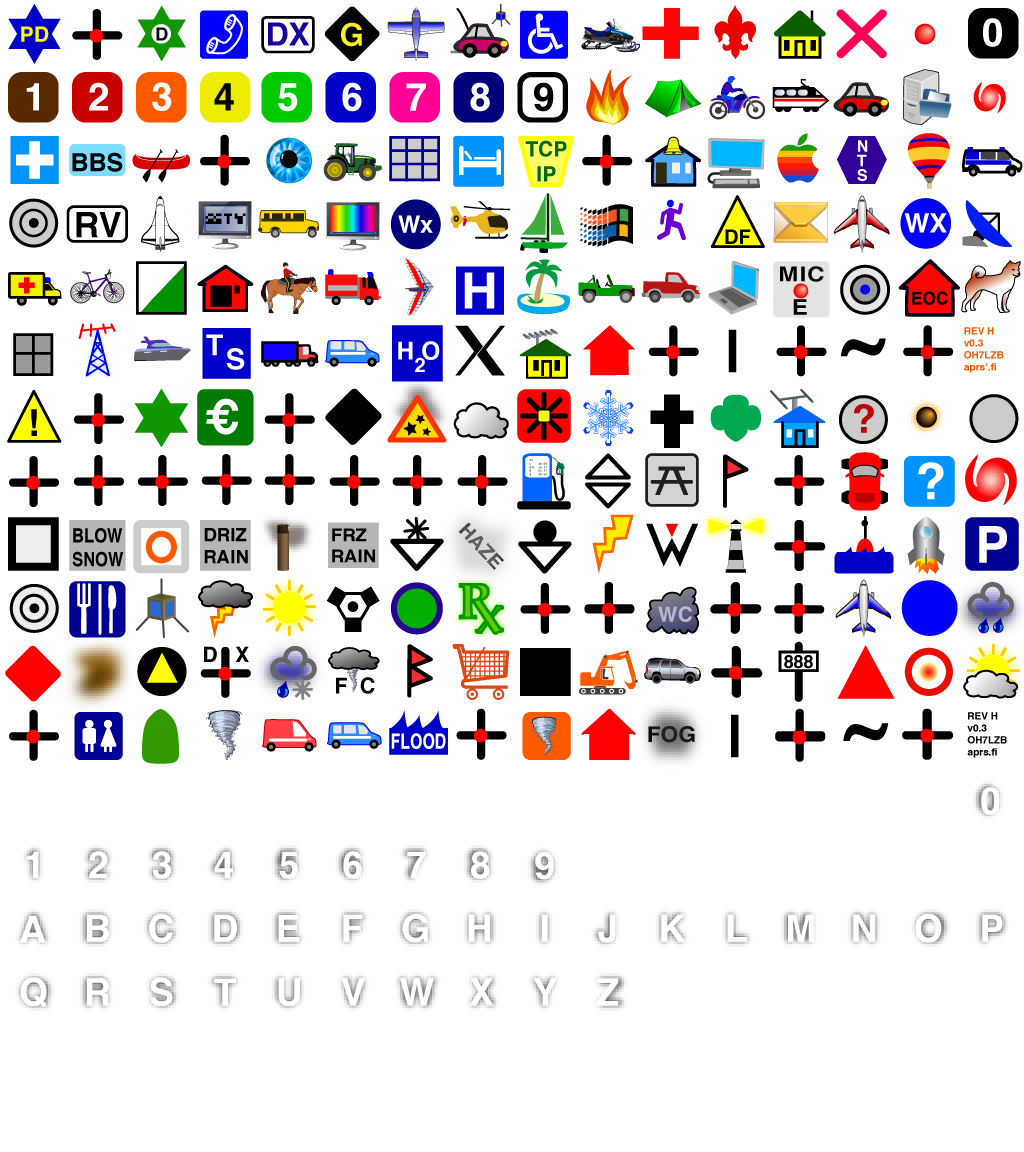 PD D DX G 0
1 2 3 4 5 6 7 8 9
BBS TCP IP NTS
RV XTY Wx DF WX
H MIC E EOC
TS H2O X ~ REV H
v0.3
OH7LZB
aprs'.fi
! € ?
?
BLOW SNOW DRIZ RAIN FRZ RAIN HAZE W P
Rx WC
DX FC 888
FLOOD FOG ~ REV H
v0.3
OH7LZB
aprs.fi
0
1 2 3 4 5 6 7 8 9
A B C D E F G H I J K L M N O P
Q R S T U V W X Y Z